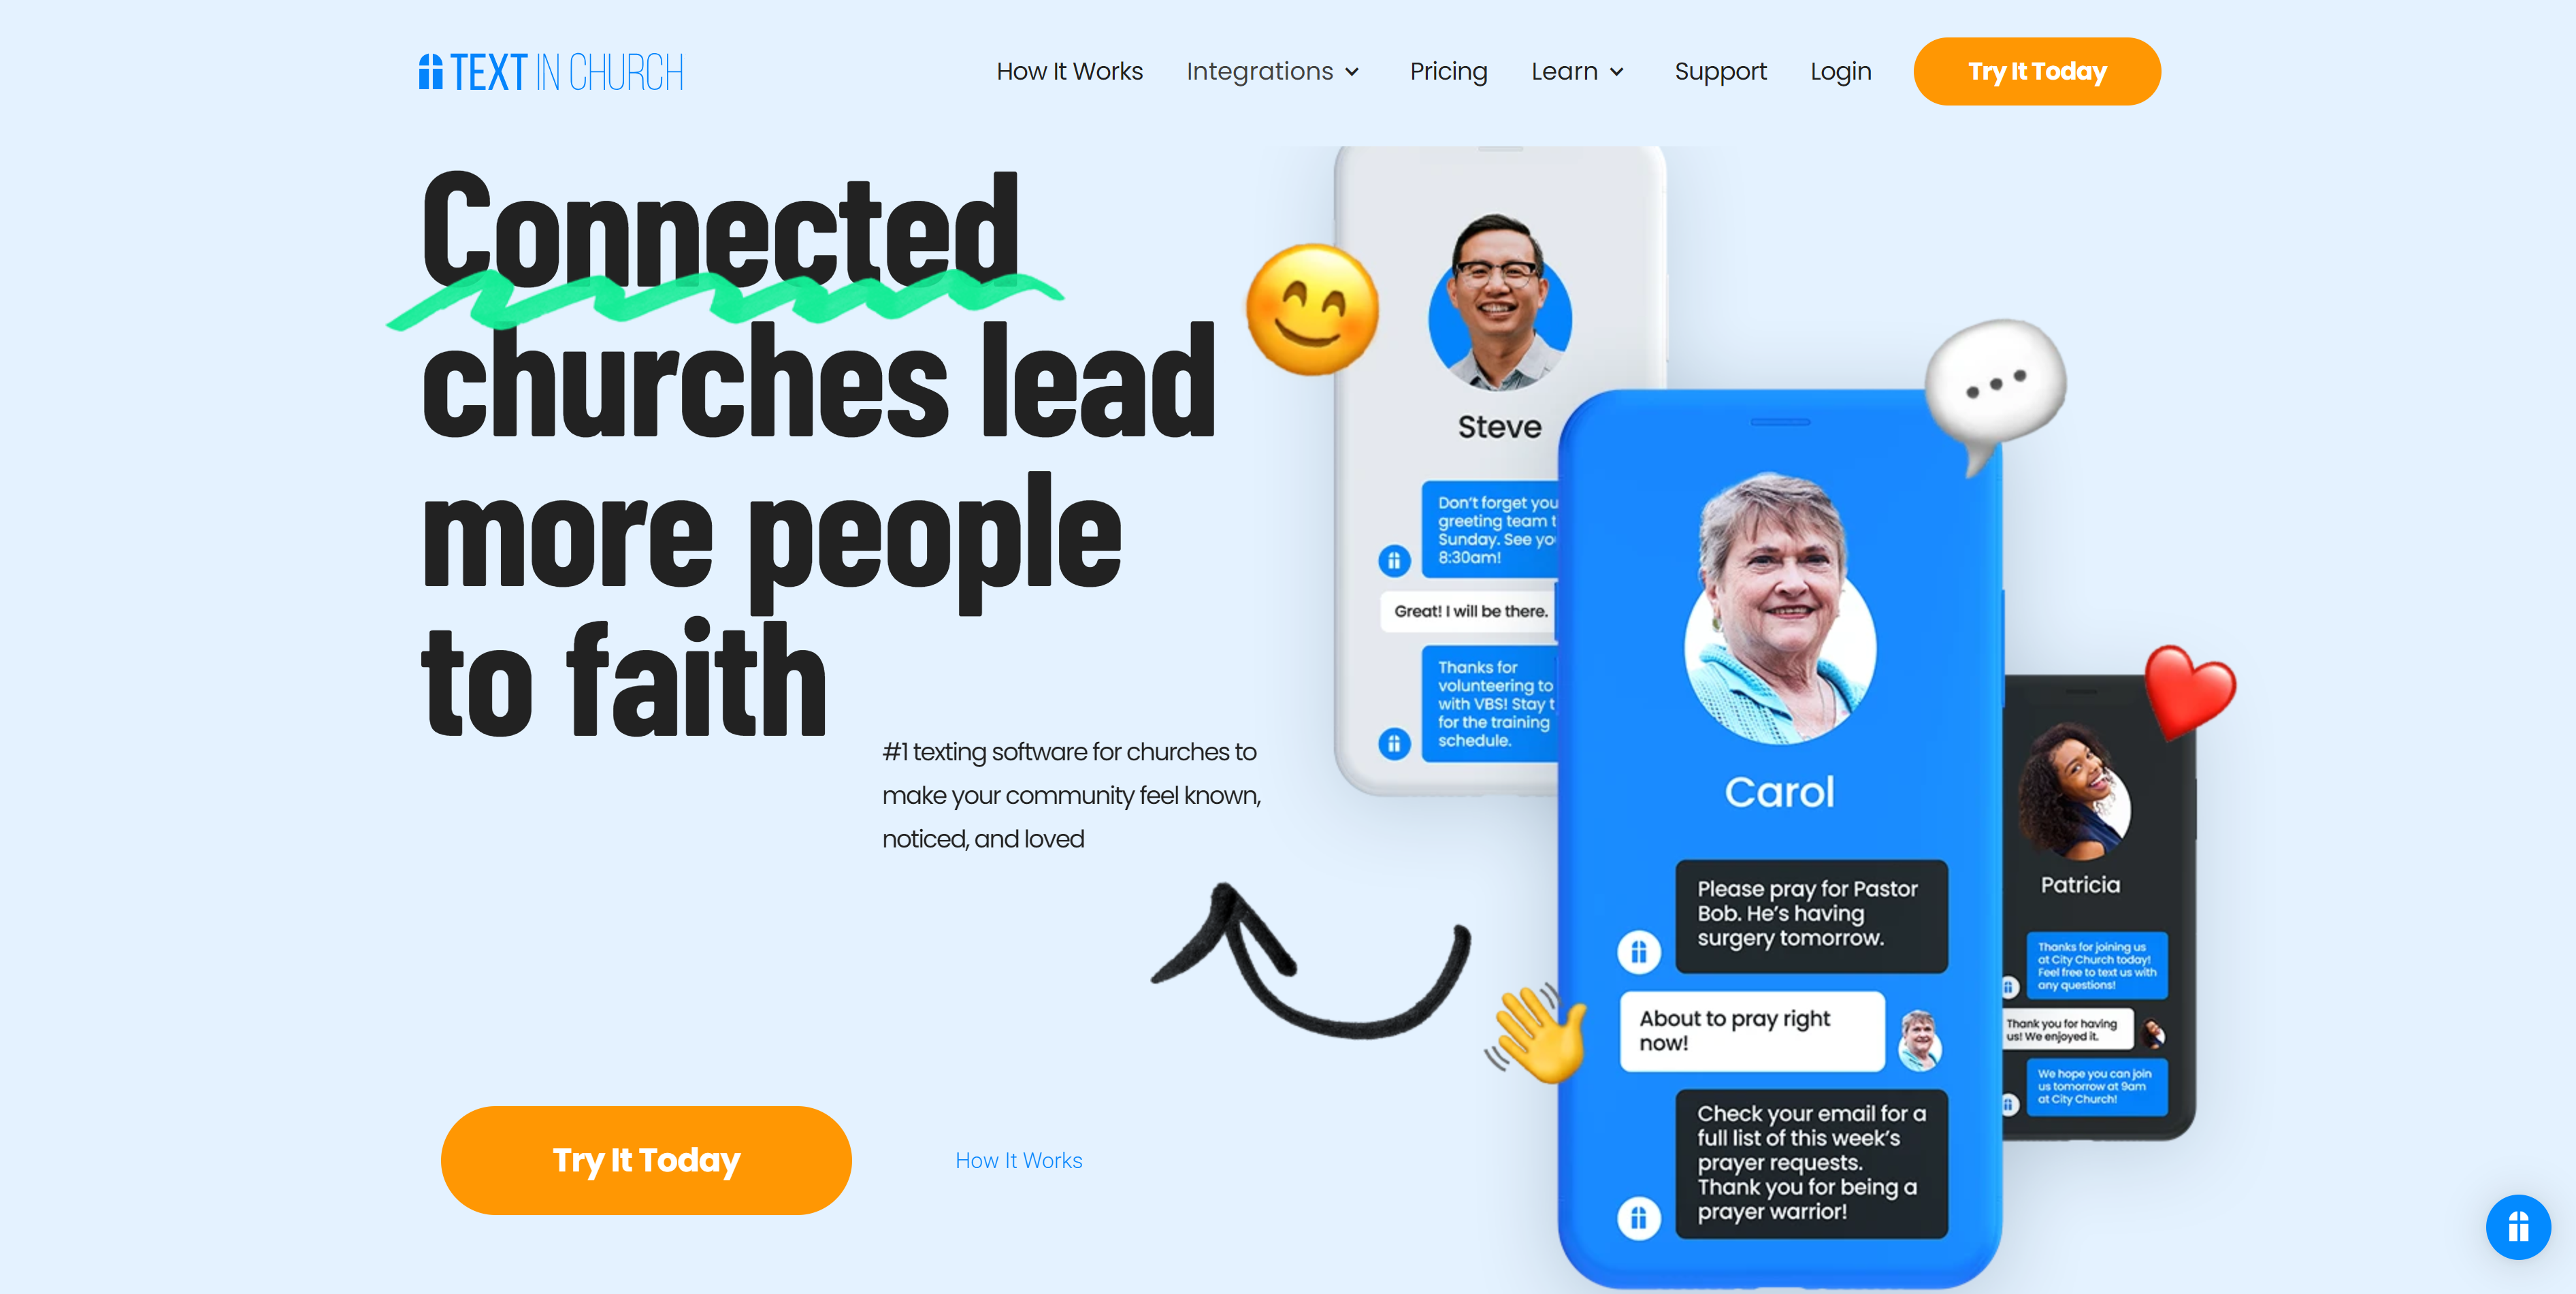 TEXT IN CHURCH
How It Works
Integrations
Pricing
Learn
Support
Login
Try It Today
Connected
churches lead
more people
to faith
#1 texting software for churches to
make your community feel known,
noticed, and loved
Try It Today
How It Works
Steve
Don't forget you
greeting team t
Sunday. See yo
8:30am!
Great! I will be there.
Thanks for
volunteering to
with VBS! Stay t
for the training
schedule.
Carol
Please pray for Pastor
Bob. He's having
surgery tomorrow.
About to pray right
now!
Check your email for a
full list of this week's
prayer requests.
Thank you for being a
prayer warrior!
Patricia
Thanks for joining us
at City Church today!
Feel free to text us with
any questions!
Thank you for having
us! We enjoyed it.
We hope you can join
us tomorrow at 9am
at City Church!